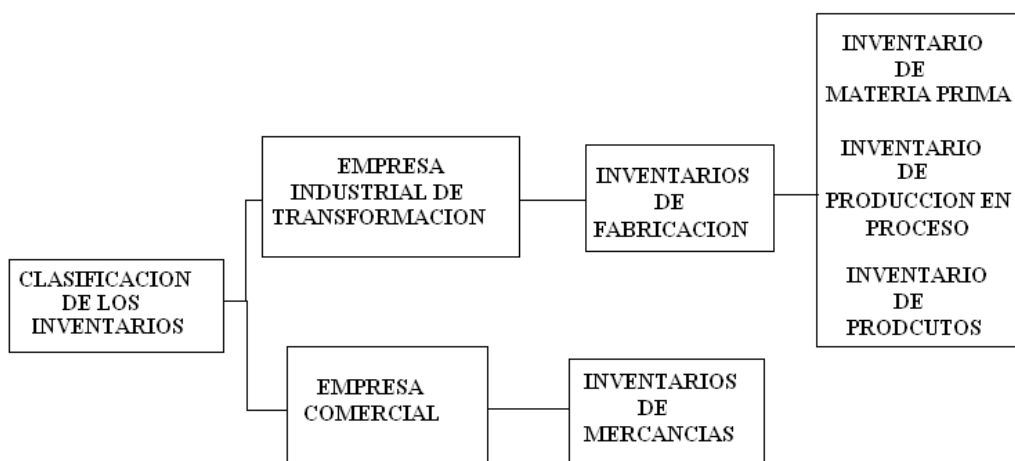 CLASIFICACION
DE LOS
INVENTARIOS
EMPRESA
INDUSTRIAL DE
TRANSFORMACION
INVENTARIOS
DE
FABRICACION
INVENTARIO
DE
MATERIA PRIMA
INVENTARIO
DE
PRODUCCION EN
PROCESO
INVENTARIO
DE
PRODCUTOS
EMPRESA
COMERCIAL
INVENTARIOS
DE
MERCANCIAS